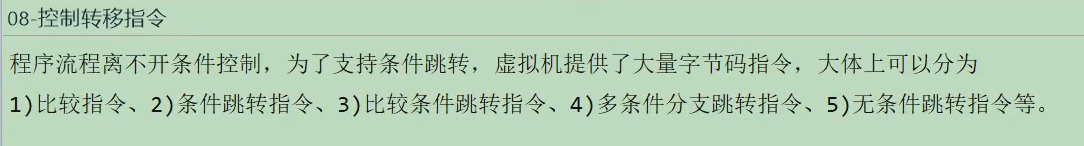 08-控制转移指令
程序流程离不开条件控制，为了支持条件跳转，虚拟机提供了大量字节码指令，大体上可以分为
1)比较指令、2)条件跳转指令、3)比较条件跳转指令、4)多条件分支跳转指令、5)无条件跳转指令等。